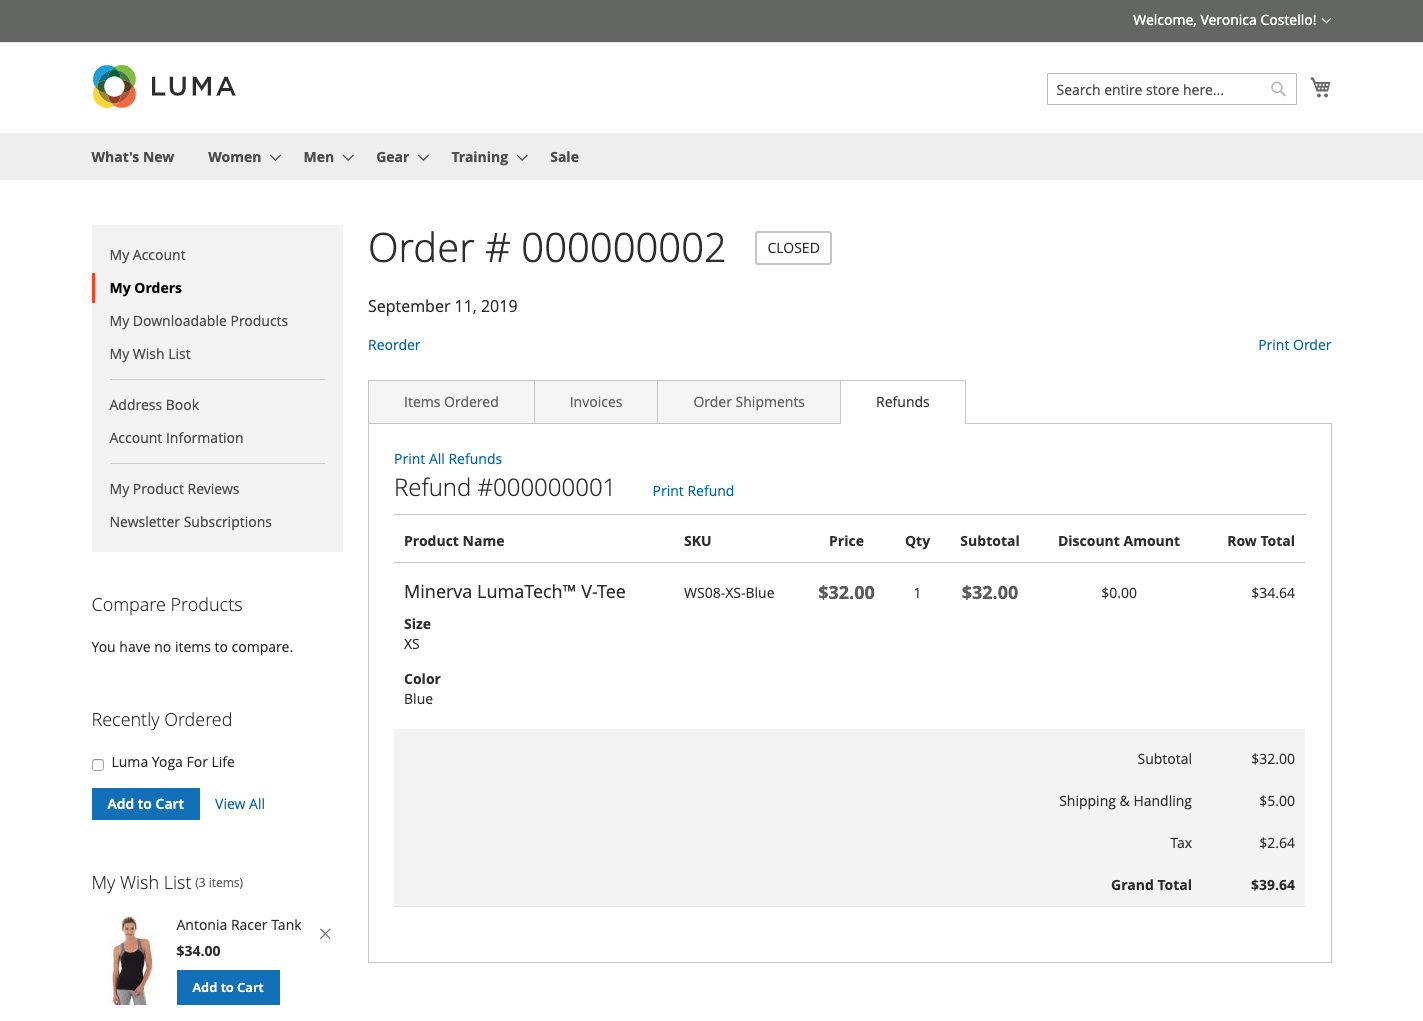 Welcome, Veronica Costello!
LUMA
Search entire store here...
What's New Women Men Gear Training Sale
My Account
My Orders
My Downloadable Products
My Wish List
Address Book
Account Information
My Product Reviews
Newsletter Subscriptions
Compare Products
You have no items to compare.
Recently Ordered
Luma Yoga For Life
Add to Cart View All
My Wish List (3 items)
Antonia Racer Tank
$34.00
Add to Cart
Order # 000000002 CLOSED
September 11, 2019
Reorder Print Order
Items Ordered Invoices Order Shipments Refunds
Print All Refunds
Refund #000000001 Print Refund
Product Name SKU Price Qty Subtotal Discount Amount Row Total
Minerva LumaTech™ V-Tee WS08-XS-Blue $32.00 1 $32.00 $0.00 $34.64
Size
XS
Color
Blue
Subtotal $32.00
Shipping & Handling $5.00
Tax $2.64
Grand Total $39.64